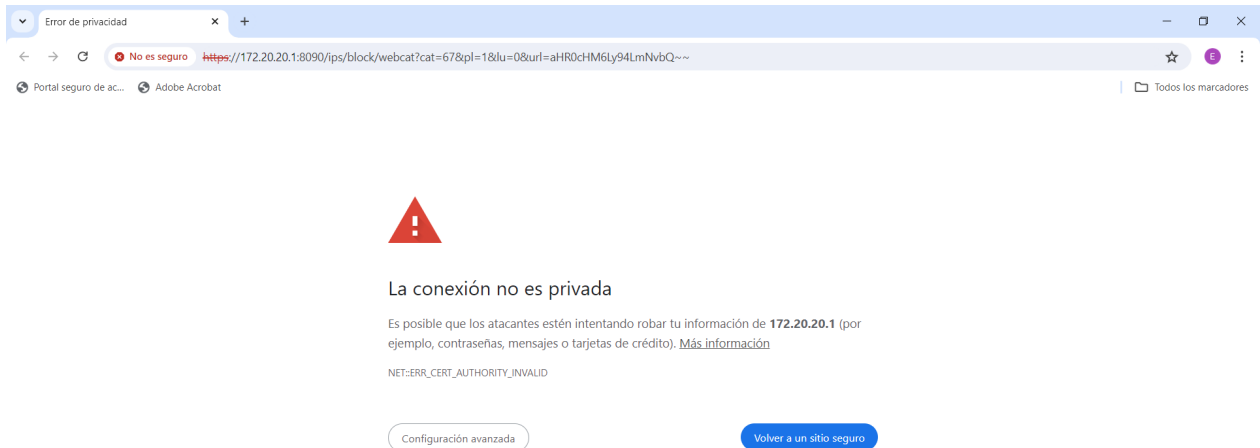 Error de privacidad
No es seguro https://172.20.20.1:8090/ips/block/webcat?cat=67&pl=1&lu=0&url=aHR0cHM6Ly94LmNvbQ~~ E
Portal seguro de ac... Adobe Acrobat Todos los marcadores
La conexión no es privada
Es posible que los atacantes estén intentando robar tu información de 172.20.20.1 (por
ejemplo, contraseñas, mensajes o tarjetas de crédito). Más información
NET::ERR_CERT_AUTHORITY_INVALID
Configuración avanzada Volver a un sitio seguro